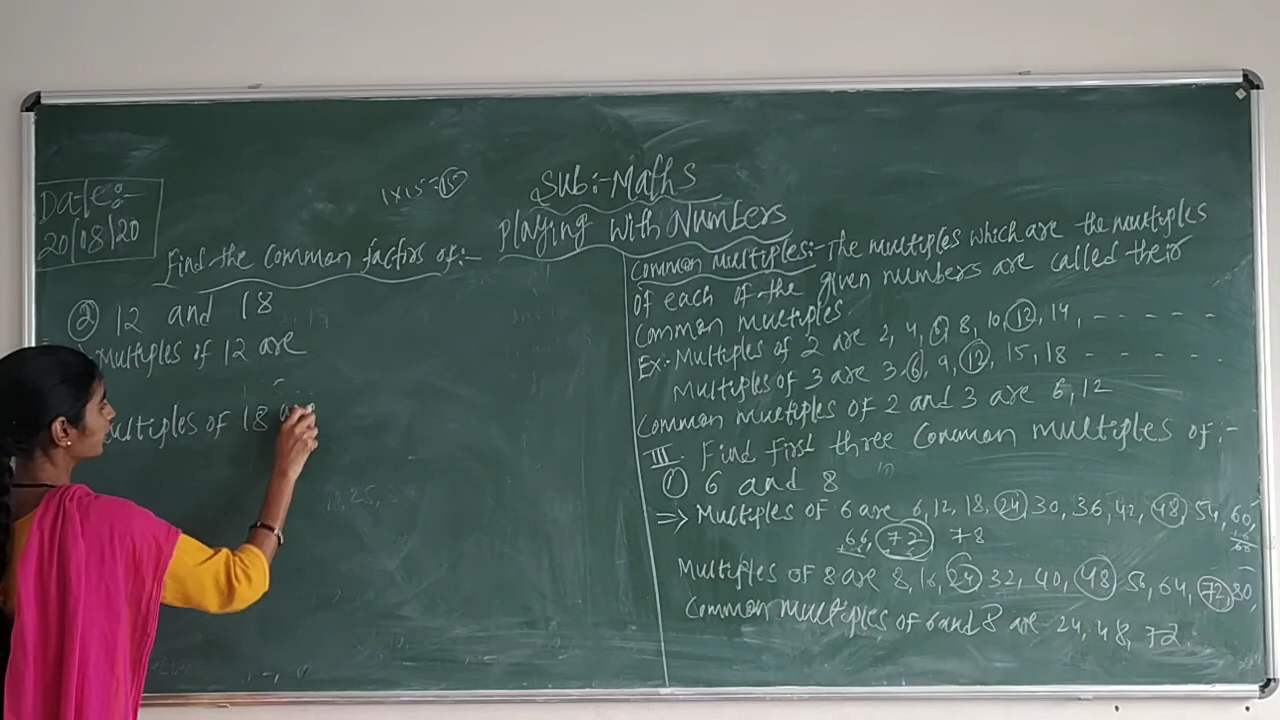 Date:-
20/08/20
1x15=15
Sub:-Maths
Playing with Numbers
Find the common factirs of:-
② 12 and 18
Multiples of 12 are
Multiples of 18 are
Common multiples:- The multiples which are the multiples
of each of the given numbers are called their
Common multiples
Ex:- Multiples of 2 are 2, 4, 6, 8, 10, 12, 14, - - - - -
Multiples of 3 are 3 6, 9, 12, 15, 18 - - - - -
Common multiples of 2 and 3 are 6, 12
III. Find first three Common multiples of:-
① 6 and 8
=> Multiples of 6 are 6, 12, 18, 24, 30, 36, 42, 48, 54, 60,
66, 72 78
Multiples of 8 are 8, 16, 24, 32, 40, 48 56, 64, 72, 80,
Common multiples of 6 and 8 are 24, 48, 72.